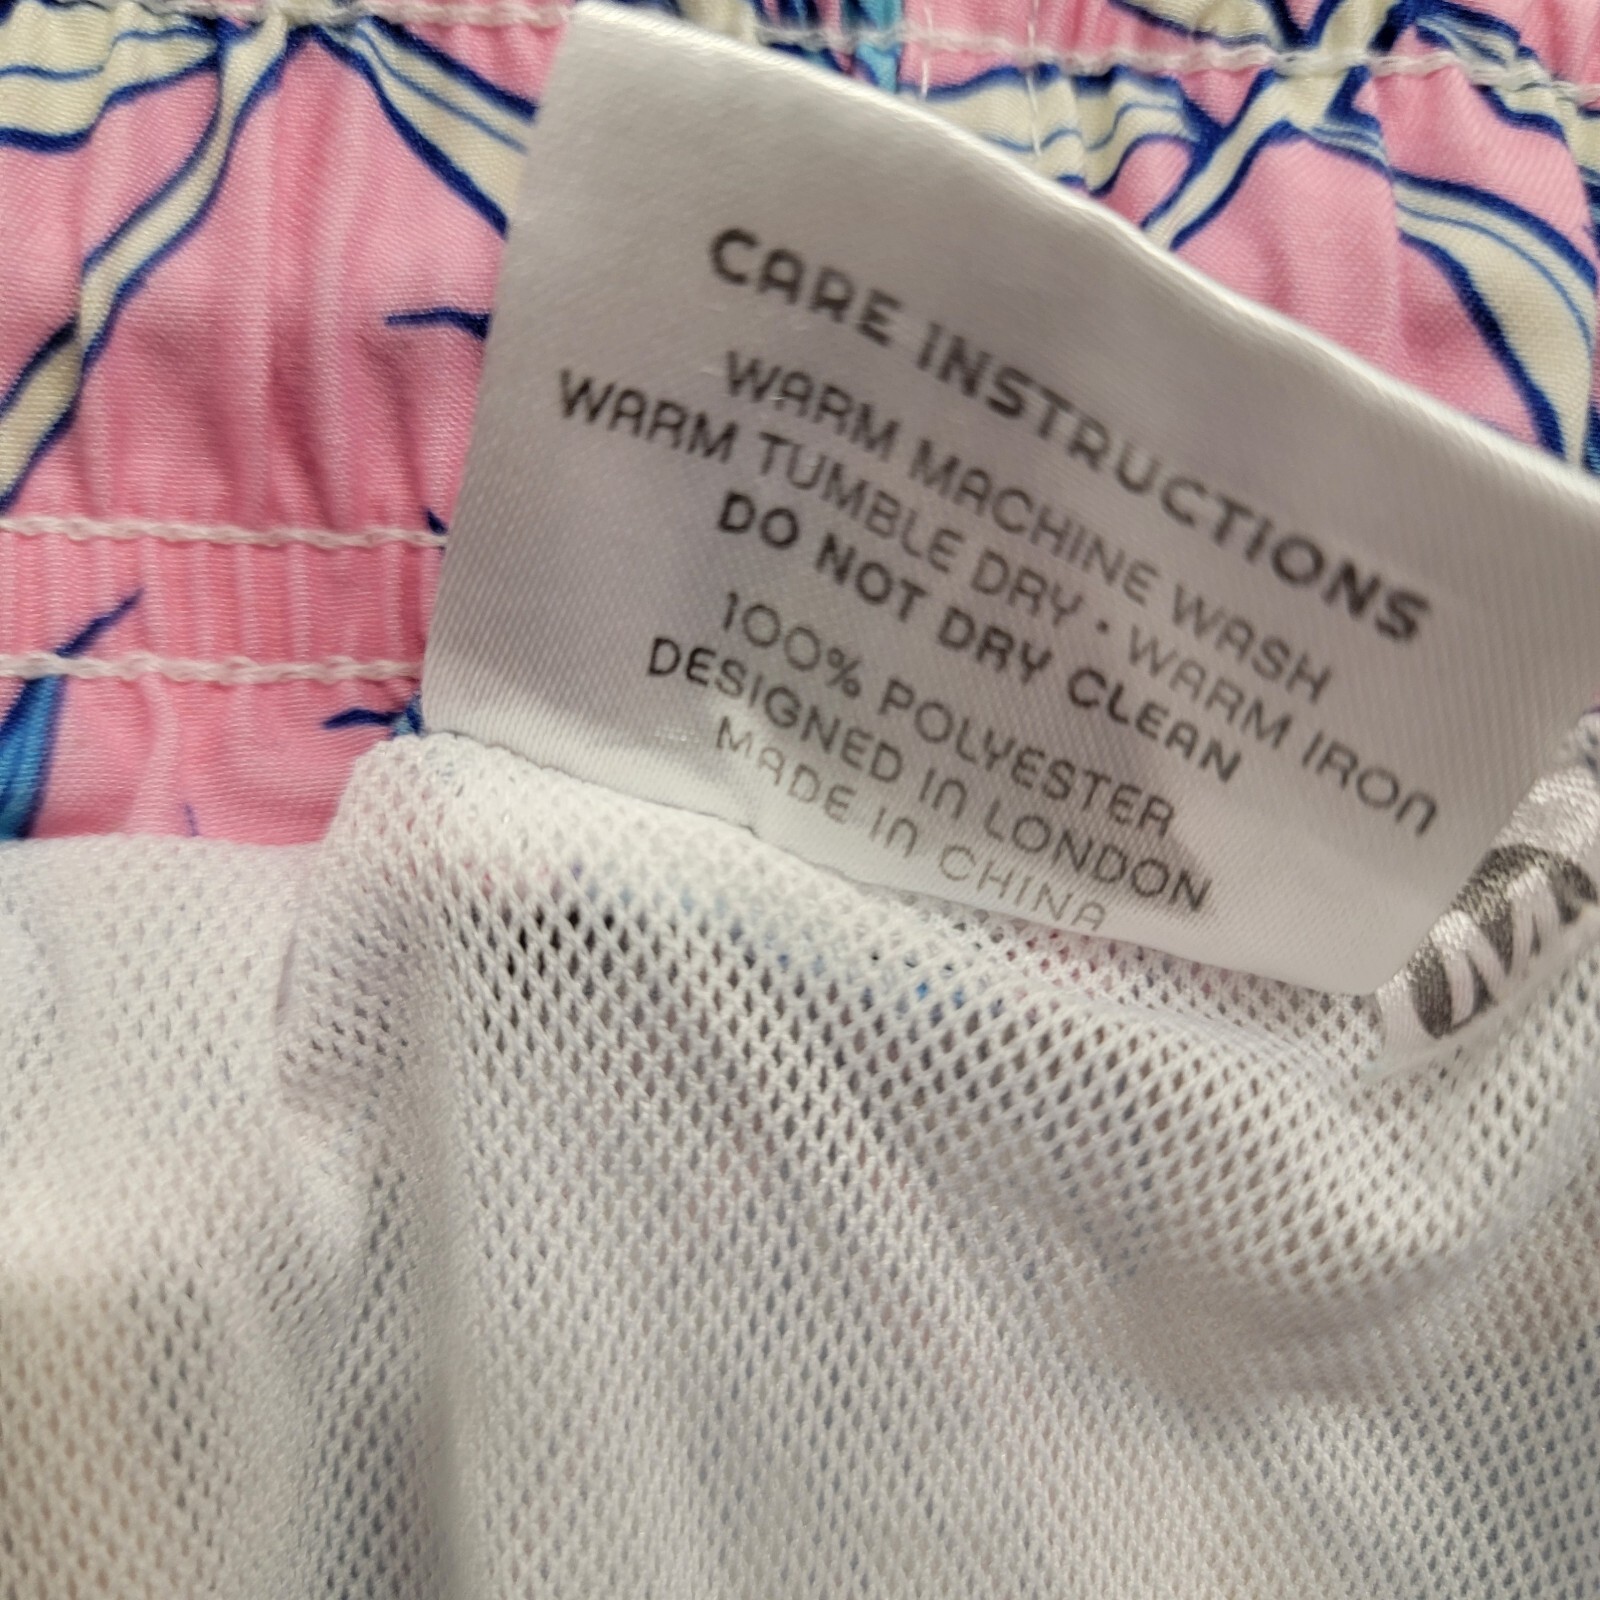 CARE INSTRUCTIONS
WARM MACHINE WASH
WARM TUMBLE DRY • WARM IRON
DO NOT DRY CLEAN
100% POLYESTER
DESIGNED IN LONDON
MADE IN CHINA